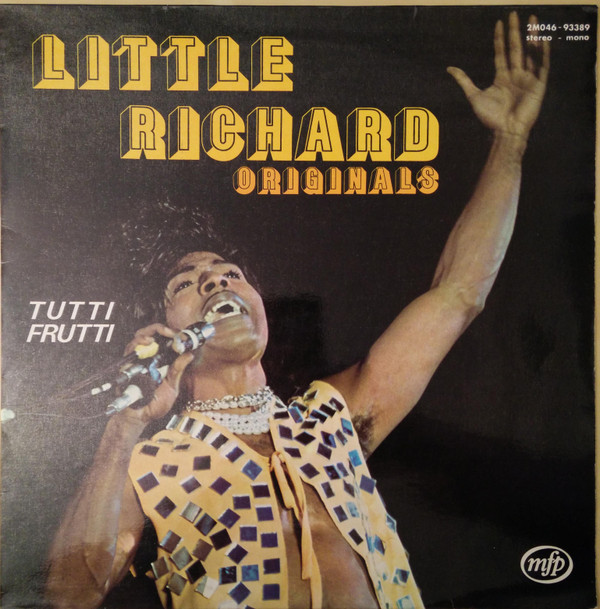 2M046-93389
stereo - mono
LITTLE
RICHARD
ORIGINALS
TUTTI
FRUTTI
mfp